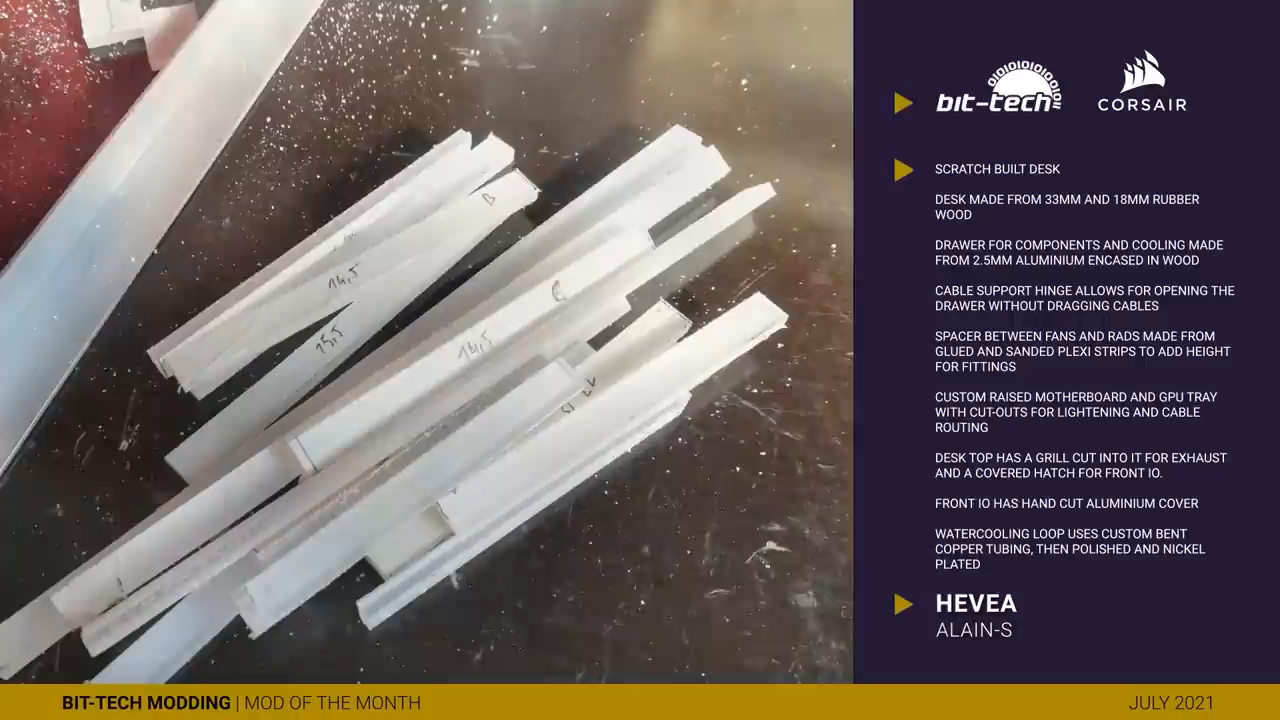 bit-tech
CORSAIR
SCRATCH BUILT DESK
DESK MADE FROM 33MM AND 18MM RUBBER
WOOD
DRAWER FOR COMPONENTS AND COOLING MADE
FROM 2.5MM ALUMINIUM ENCASED IN WOOD
CABLE SUPPORT HINGE ALLOWS FOR OPENING THE
DRAWER WITHOUT DRAGGING CABLES
SPACER BETWEEN FANS AND RADS MADE FROM
GLUED AND SANDED PLEXI STRIPS TO ADD HEIGHT
FOR FITTINGS
CUSTOM RAISED MOTHERBOARD AND GPU TRAY
WITH CUT-OUTS FOR LIGHTENING AND CABLE
ROUTING
DESK TOP HAS A GRILL CUT INTO IT FOR EXHAUST
AND A COVERED HATCH FOR FRONT IO.
FRONT IO HAS HAND CUT ALUMINIUM COVER
WATERCOOLING LOOP USES CUSTOM BENT
COPPER TUBING, THEN POLISHED AND NICKEL
PLATED
HEVEA
ALAIN-S
14,5
15,5
14,5
BIT-TECH MODDING | MOD OF THE MONTH
JULY 2021